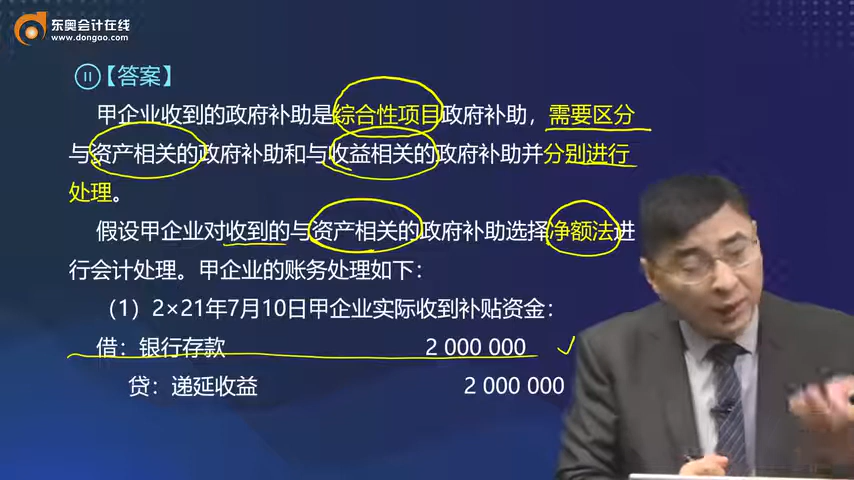 东奥会计在线
www.dongao.com
⑪【答案】
甲企业收到的政府补助是综合性项目政府补助，需要区分
与资产相关的政府补助和与收益相关的政府补助并分别进行
处理。
假设甲企业对收到的与资产相关的政府补助选择净额法进
行会计处理。甲企业的账务处理如下：
（1）2×21年7月10日甲企业实际收到补贴资金：
借：银行存款 2 000 000
贷：递延收益 2 000 000